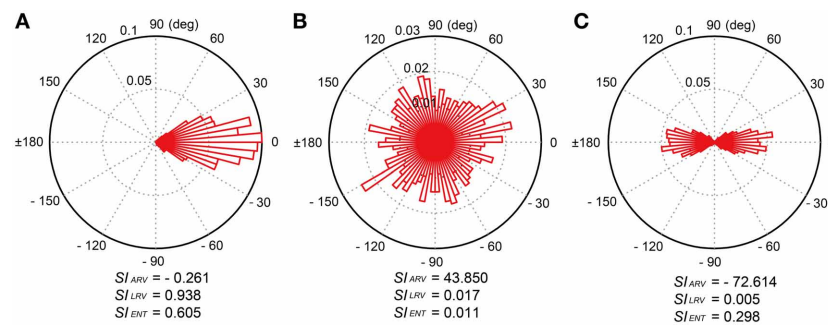 A
90 (deg)
0.1
120
60
0.05
150
30
±180
0
- 150
- 30
- 120
- 60
- 90
SI ARV = - 0.261
SI LRV = 0.938
SI ENT = 0.605
B
90 (deg)
0.03
120
60
0.02
150
30
0.01
±180
0
- 150
- 30
- 120
- 60
- 90
SI ARV = 43.850
SI LRV = 0.017
SI ENT = 0.011
C
90 (deg)
0.1
120
60
0.05
150
30
±180
0
- 150
- 30
- 120
- 60
- 90
SI ARV = - 72.614
SI LRV = 0.005
SI ENT = 0.298